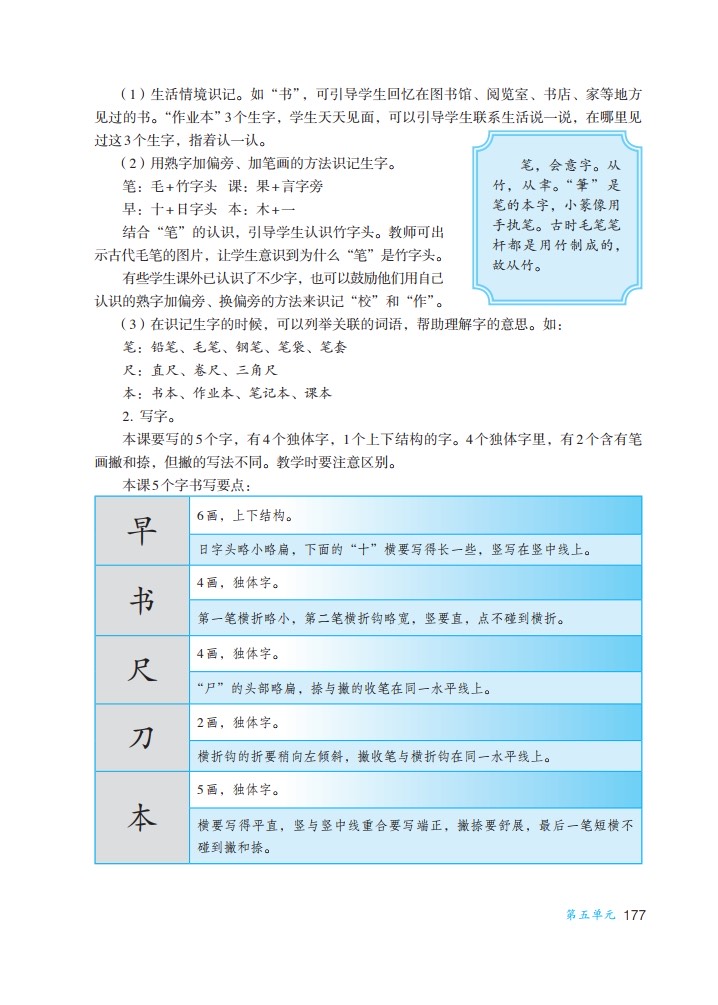 （1）生活情境识记。如“书”，可引导学生回忆在图书馆、阅览室、书店、家等地方
见过的书。“作业本”3个生字，学生天天见面，可以引导学生联系生活说一说，在哪里见
过这3个生字，指着认一认。
（2）用熟字加偏旁、加笔画的方法识记生字。
笔：毛+竹字头 课：果+言字旁
早：十+日字头 本：木+一
结合“笔”的认识，引导学生认识竹字头。教师可出
示古代毛笔的图片，让学生意识到为什么“笔”是竹字头。
有些学生课外已认识了不少字，也可以鼓励他们用自己
认识的熟字加偏旁、换偏旁的方法来识记“校”和“作”。
笔，会意字。从
竹，从聿。“筆”是
笔的本字，小篆像用
手执笔。古时毛笔笔
杆都是用竹制成的，
故从竹。
（3）在识记生字的时候，可以列举关联的词语，帮助理解字的意思。如：
笔：铅笔、毛笔、钢笔、笔袋、笔套
尺：直尺、卷尺、三角尺
本：书本、作业本、笔记本、课本
2. 写字。
本课要写的5个字，有4个独体字，1个上下结构的字。4个独体字里，有2个含有笔
画撇和捺，但撇的写法不同。教学时要注意区别。
本课5个字书写要点：
早
6画，上下结构。
日字头略小略扁，下面的“十”横要写得长一些，竖写在竖中线上。
书
4画，独体字。
第一笔横折略小，第二笔横折钩略宽，竖要直，点不碰到横折。
尺
4画，独体字。
“尸”的头部略扁，捺与撇的收笔在同一水平线上。
刀
2画，独体字。
横折钩的折要稍向左倾斜，撇收笔与横折钩在同一水平线上。
本
5画，独体字。
横要写得平直，竖与竖中线重合要写端正，撇捺要舒展，最后一笔短横不
碰到撇和捺。
第五单元 177